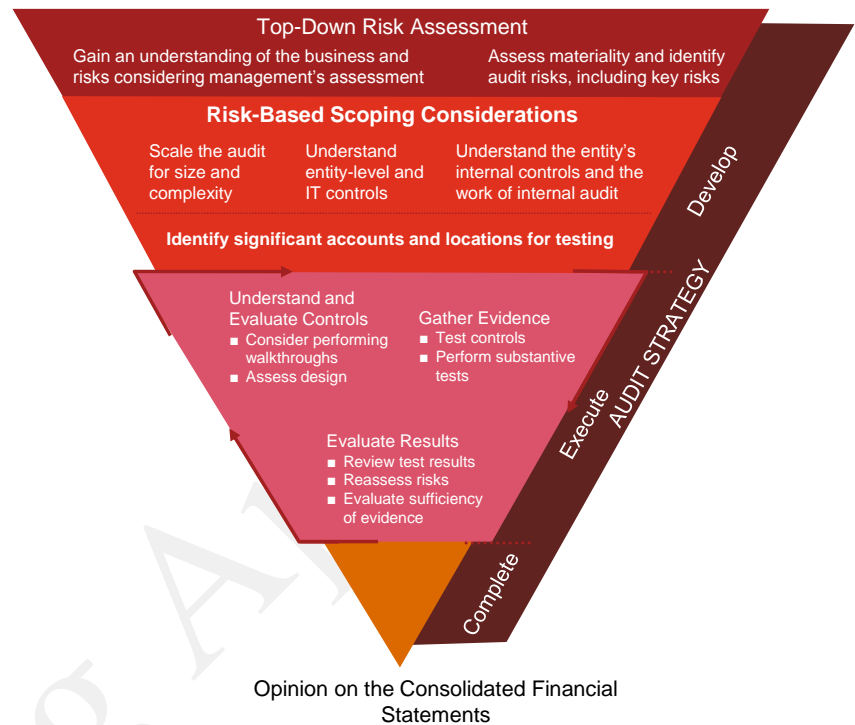 Top-Down Risk Assessment
Gain an understanding of the business and
risks considering management's assessment
Assess materiality and identify
audit risks, including key risks
Risk-Based Scoping Considerations
Scale the audit
for size and
complexity
Understand
entity-level and
IT controls
Understand the entity's
internal controls and the
work of internal audit
Identify significant accounts and locations for testing
Understand and
Evaluate Controls
■ Consider performing
walkthroughs
■ Assess design
Gather Evidence
■ Test controls
■ Perform substantive
tests
Evaluate Results
■ Review test results
■ Reassess risks
■ Evaluate sufficiency
of evidence
Develop
AUDIT STRATEGY
Execute
Complete
Opinion on the Consolidated Financial
Statements